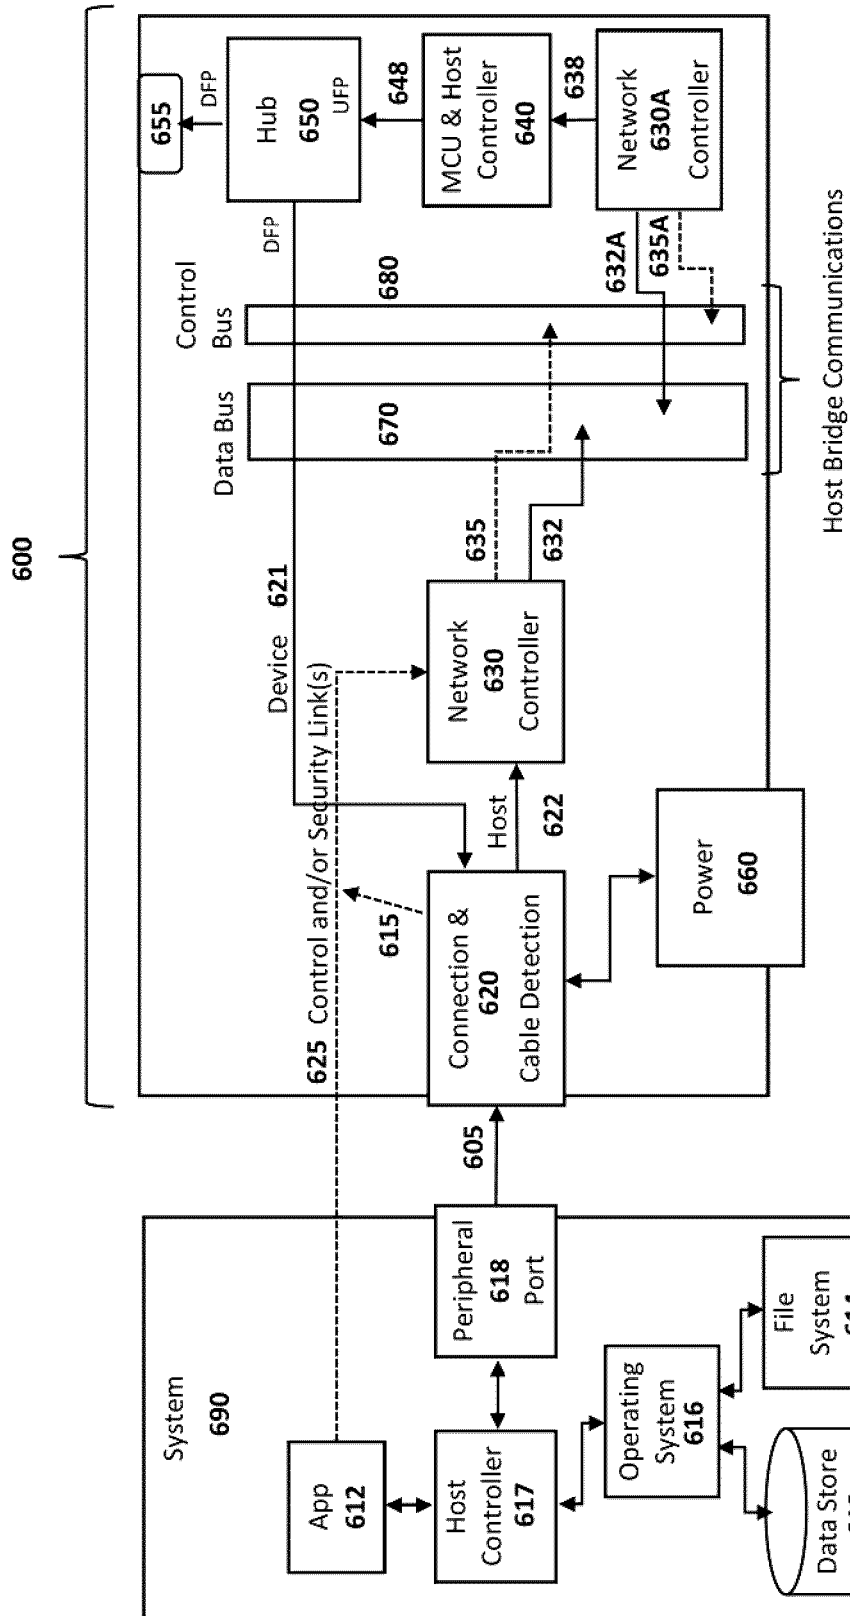 600
System
690
App
612
Host
Controller
617
Peripheral
618
Port
Operating
System
616
File
System
Data Store
605
625 Control and/or Security Link(s)
615
Connection &
620
Cable Detection
Power
660
Host
622
Device 621
Network
630
Controller
635
632
Data Bus
670
Control
Bus
680
DFP
Hub
650
UFP
DFP
655
648
MCU & Host
Controller
640
638
Network
630A
Controller
632A
635A
Host Bridge Communications